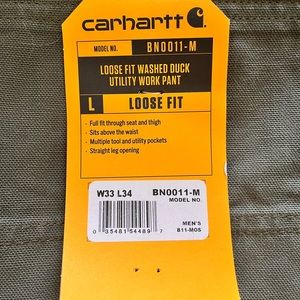 carhartt
MODEL NO. BN0011-M
LOOSE FIT WASHED DUCK
UTILITY WORK PANT
L LOOSE FIT
• Full fit through seat and thigh
• Sits above the waist
• Multiple tool and utility pockets
• Straight leg opening
W33 L34 BN0011-M
MODEL NO.
MEN'S
B11-MOS
0 35481 54489 7